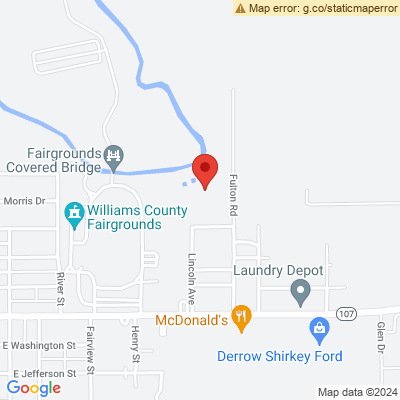 Map error: g.co/staticmaperror
Fairgrounds
Covered Bridge
Morris Dr
Williams County
Fairgrounds
Fulton Rd
Lincoln Ave
Laundry Depot
River St.
McDonald's
107
Derrow Shirkey Ford
Glen Dr.
Fairview St
Henry St
E Washington St
E Jefferson St
Google
Map data ©2024